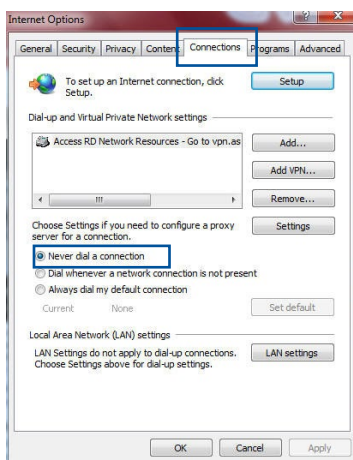 Internet Options
General Security Privacy Content Connections Programs Advanced
To set up an Internet connection, click
Setup.
Setup
Dial-up and Virtual Private Network settings
Access RD Network Resources - Go to vpn.as
Add...
Add VPN...
Remove...
Choose Settings if you need to configure a proxy
server for a connection.
Settings
Never dial a connection
Dial whenever a network connection is not present
Always dial my default connection
Current None
Set default
Local Area Network (LAN) settings
LAN Settings do not apply to dial-up connections.
Choose Settings above for dial-up settings.
LAN settings
OK Cancel Apply